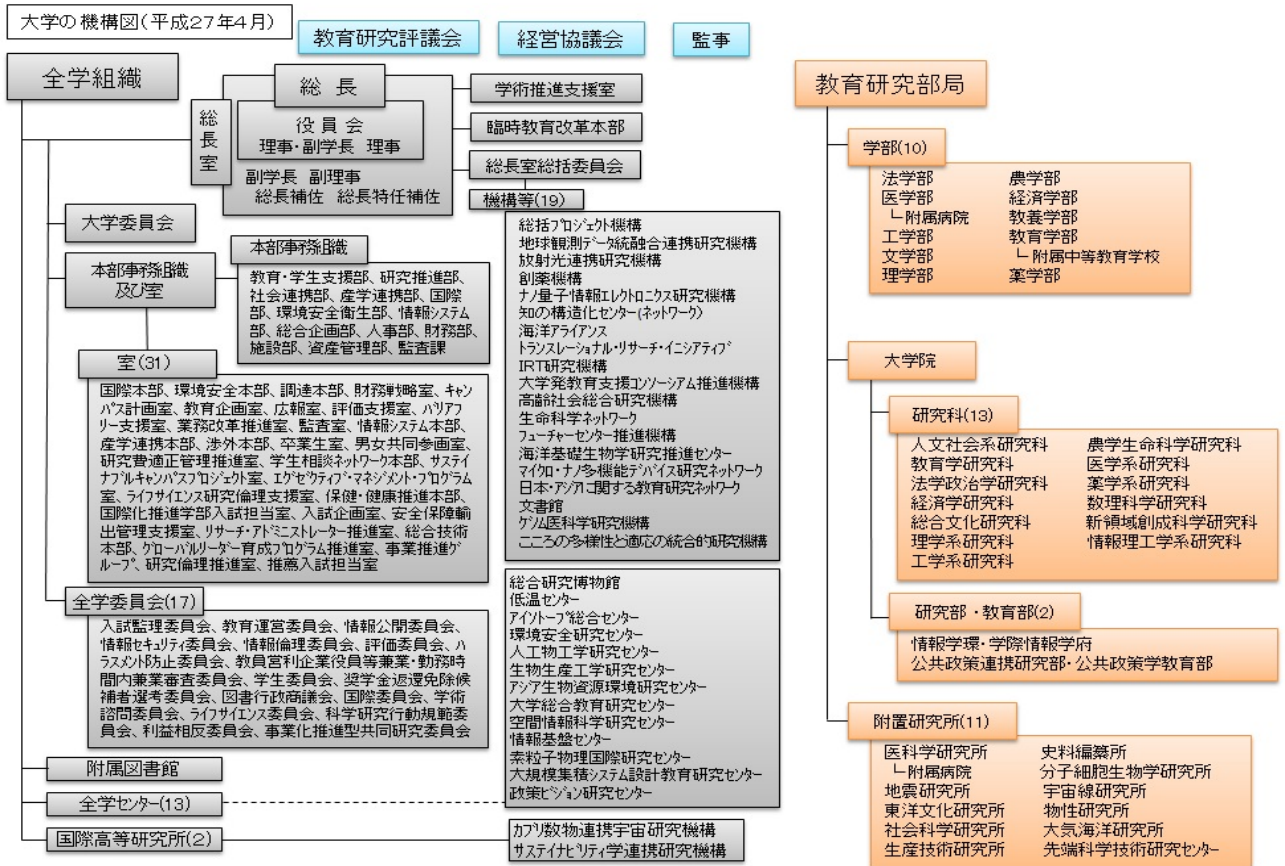 大学の機構図(平成27年4月)
教育研究評議会
経営協議会
監事
全学組織
総長室
総 長
役員会
理事・副学長 理事
副学長 副理事
総長補佐 総長特任補佐
学術推進支援室
臨時教育改革本部
総長室総括委員会
機構等(19)
総括プロジェクト機構
地球観測データ統融合連携研究機構
放射光連携研究機構
創薬機構
ナノ量子情報エレクトロニクス研究機構
知の構造化センター(ネットワーク)
海洋アライアンス
トランスレーショナル・リサーチ・イニシアティブ
IRT研究機構
大学発教育支援コンソーシアム推進機構
高齢社会総合研究機構
生命科学ネットワーク
フューチャーセンター推進機構
海洋基礎生物学研究推進センター
マイクロ・ナノ多機能デバイス研究ネットワーク
日本・アジアに関する教育研究ネットワーク
文書館
ゲノム医科学研究機構
こころの多様性と適応の統合的研究機構
大学委員会
本部事務組織
及び室
本部事務組織
教育・学生支援部、研究推進部、
社会連携部、産学連携部、国際
部、環境安全衛生部、情報システム
部、総合企画部、人事部、財務部、
施設部、資産管理部、監査課
室(31)
国際本部、環境安全本部、調達本部、財務戦略室、キャン
パス計画室、教育企画室、広報室、評価支援室、バリアフ
リー支援室、業務改革推進室、監査室、情報システム本部、
産学連携本部、渉外本部、卒業生室、男女共同参画室、
研究費適正管理推進室、学生相談ネットワーク本部、サステイ
ナブルキャンパスプロジェクト室、エグゼクティブ・マネジメント・プログラム
室、ライフサイエンス研究倫理支援室、保健・健康推進本部、
国際化推進学部入試担当室、入試企画室、安全保障輸
出管理支援室、リサーチ・アドミニストレーター推進室、総合技術
本部、グローバルリーダー育成プログラム推進室、事業推進グ
ループ、研究倫理推進室、推薦入試担当室
全学委員会(17)
入試監理委員会、教育運営委員会、情報公開委員会、
情報セキュリティ委員会、情報倫理委員会、評価委員会、ハ
ラスメント防止委員会、教員営利企業役員等兼業・勤務時
間内兼業審査委員会、学生委員会、奨学金返還免除候
補者選考委員会、図書行政商議会、国際委員会、学術
諮問委員会、ライフサイエンス委員会、科学研究行動規範委
員会、利益相反委員会、事業化推進型共同研究委員会
附属図書館
全学センター(13)
総合研究博物館
低温センター
アイソトープ総合センター
環境安全研究センター
人工物工学研究センター
生物生産工学研究センター
アジア生物資源環境研究センター
大学総合教育研究センター
空間情報科学研究センター
情報基盤センター
素粒子物理国際研究センター
大規模集積システム設計教育研究センター
政策ビジョン研究センター
国際高等研究所(2)
カブリ数物連携宇宙研究機構
サステイナビリティ学連携研究機構
教育研究部局
学部(10)
法学部 農学部
医学部 経済学部
└附属病院 教養学部
工学部 教育学部
文学部 └附属中等教育学校
理学部 薬学部
大学院
研究科(13)
人文社会系研究科 農学生命科学研究科
教育学研究科 医学系研究科
法学政治学研究科 薬学系研究科
経済学研究科 数理科学研究科
総合文化研究科 新領域創成科学研究科
理学系研究科 情報理工学系研究科
工学系研究科
研究部・教育部(2)
情報学環・学際情報学府
公共政策連携研究部・公共政策学教育部
附置研究所(11)
医科学研究所 史料編纂所
└附属病院 分子細胞生物学研究所
地震研究所 宇宙線研究所
東洋文化研究所 物性研究所
社会科学研究所 大気海洋研究所
生産技術研究所 先端科学技術研究センター